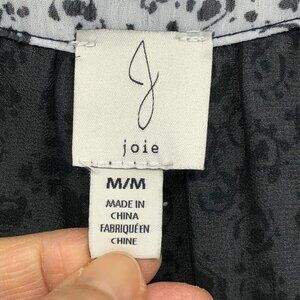 J
joie
M/M
MADE IN
CHINA
FABRIQUÉ EN
CHINE